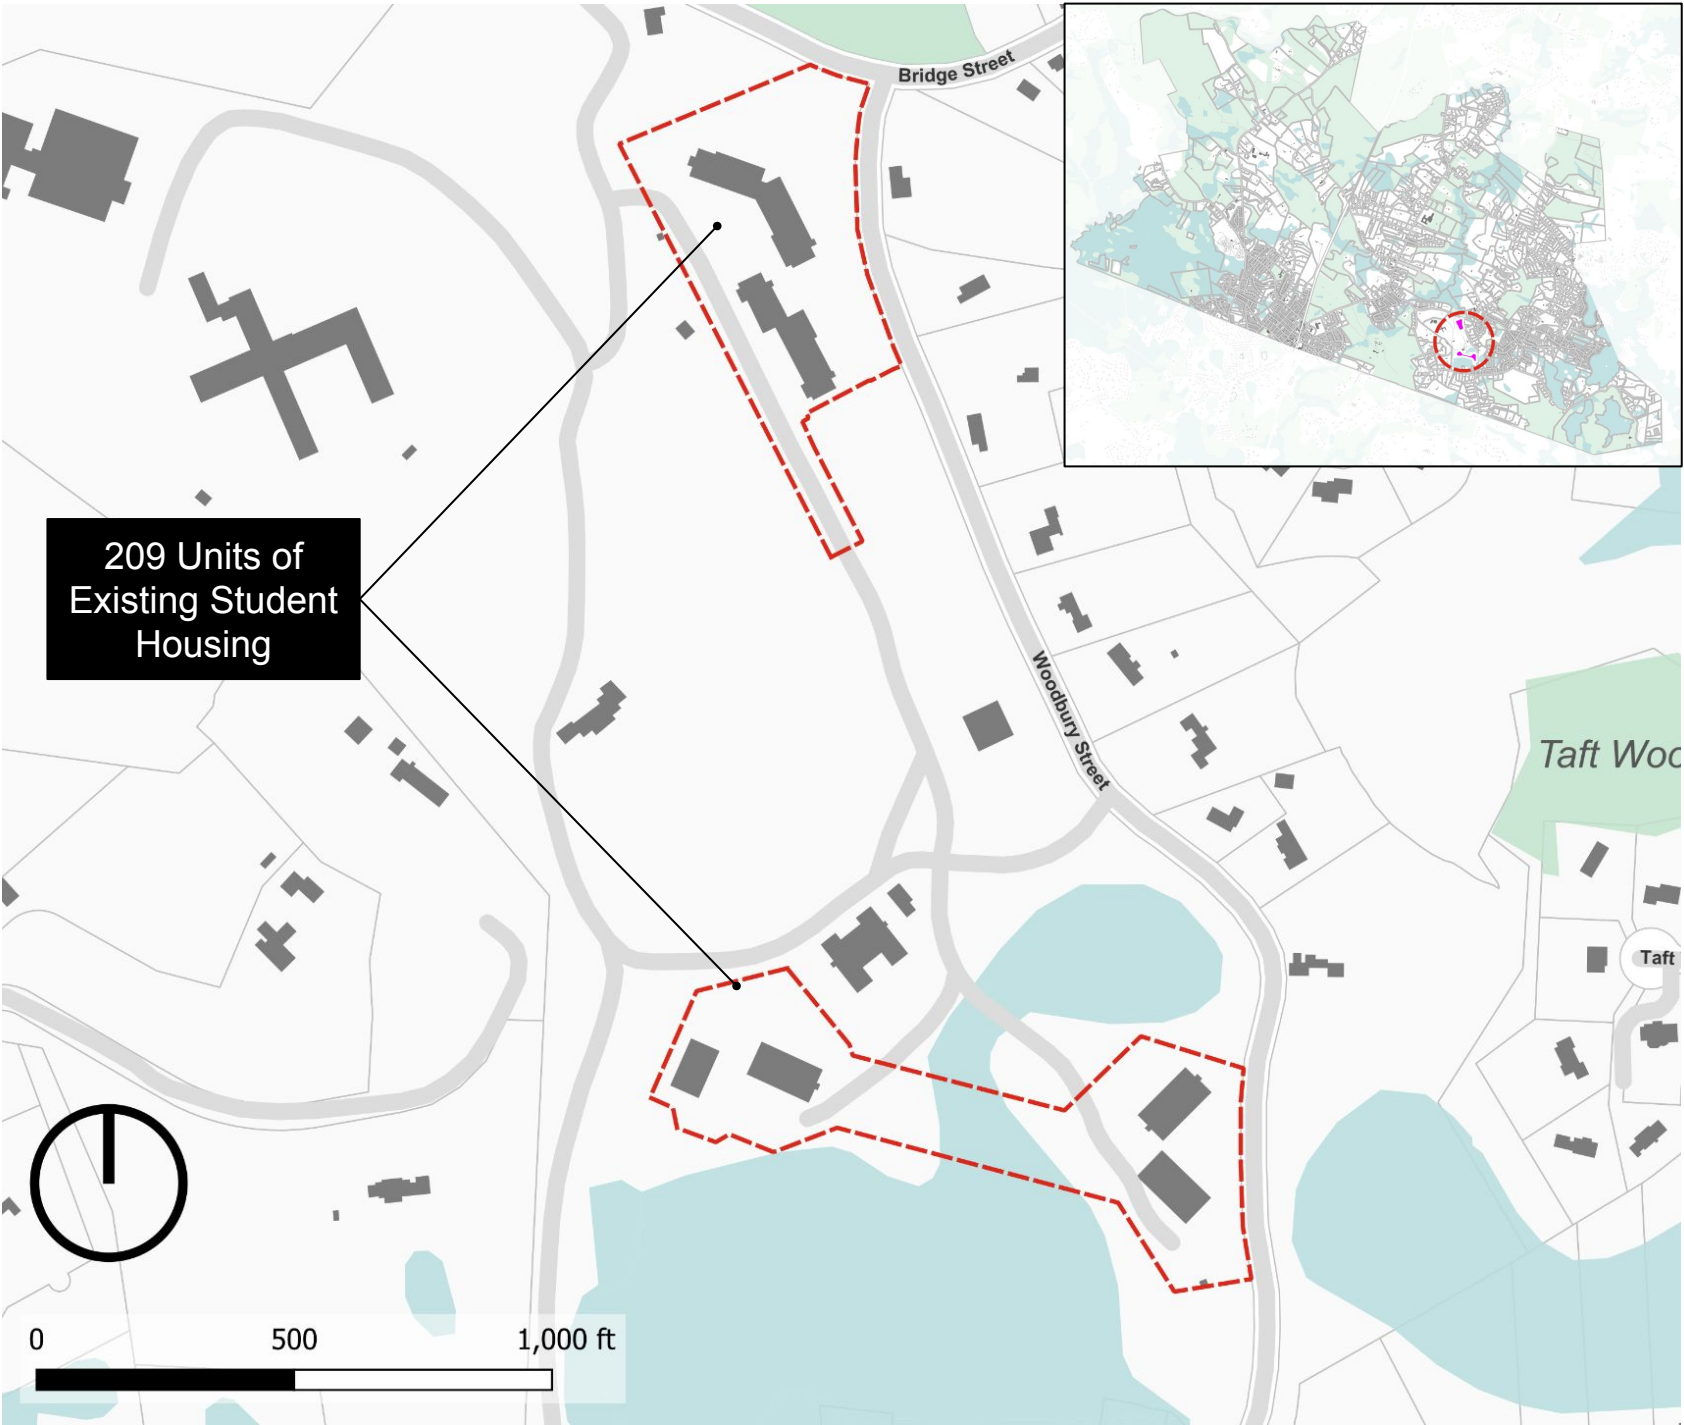 Bridge Street
209 Units of
Existing Student
Housing
Woodbury Street
Taft Woo
Taft
0 500 1,000 ft